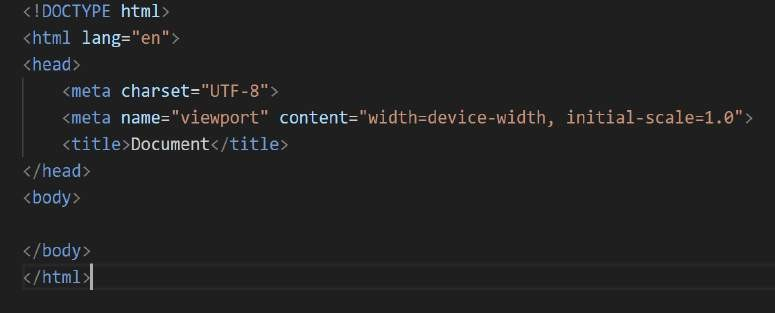 <!DOCTYPE html>
<html lang="en">
<head>
    <meta charset="UTF-8">
    <meta name="viewport" content="width=device-width, initial-scale=1.0">
    <title>Document</title>
</head>
<body>

</body>
</html>